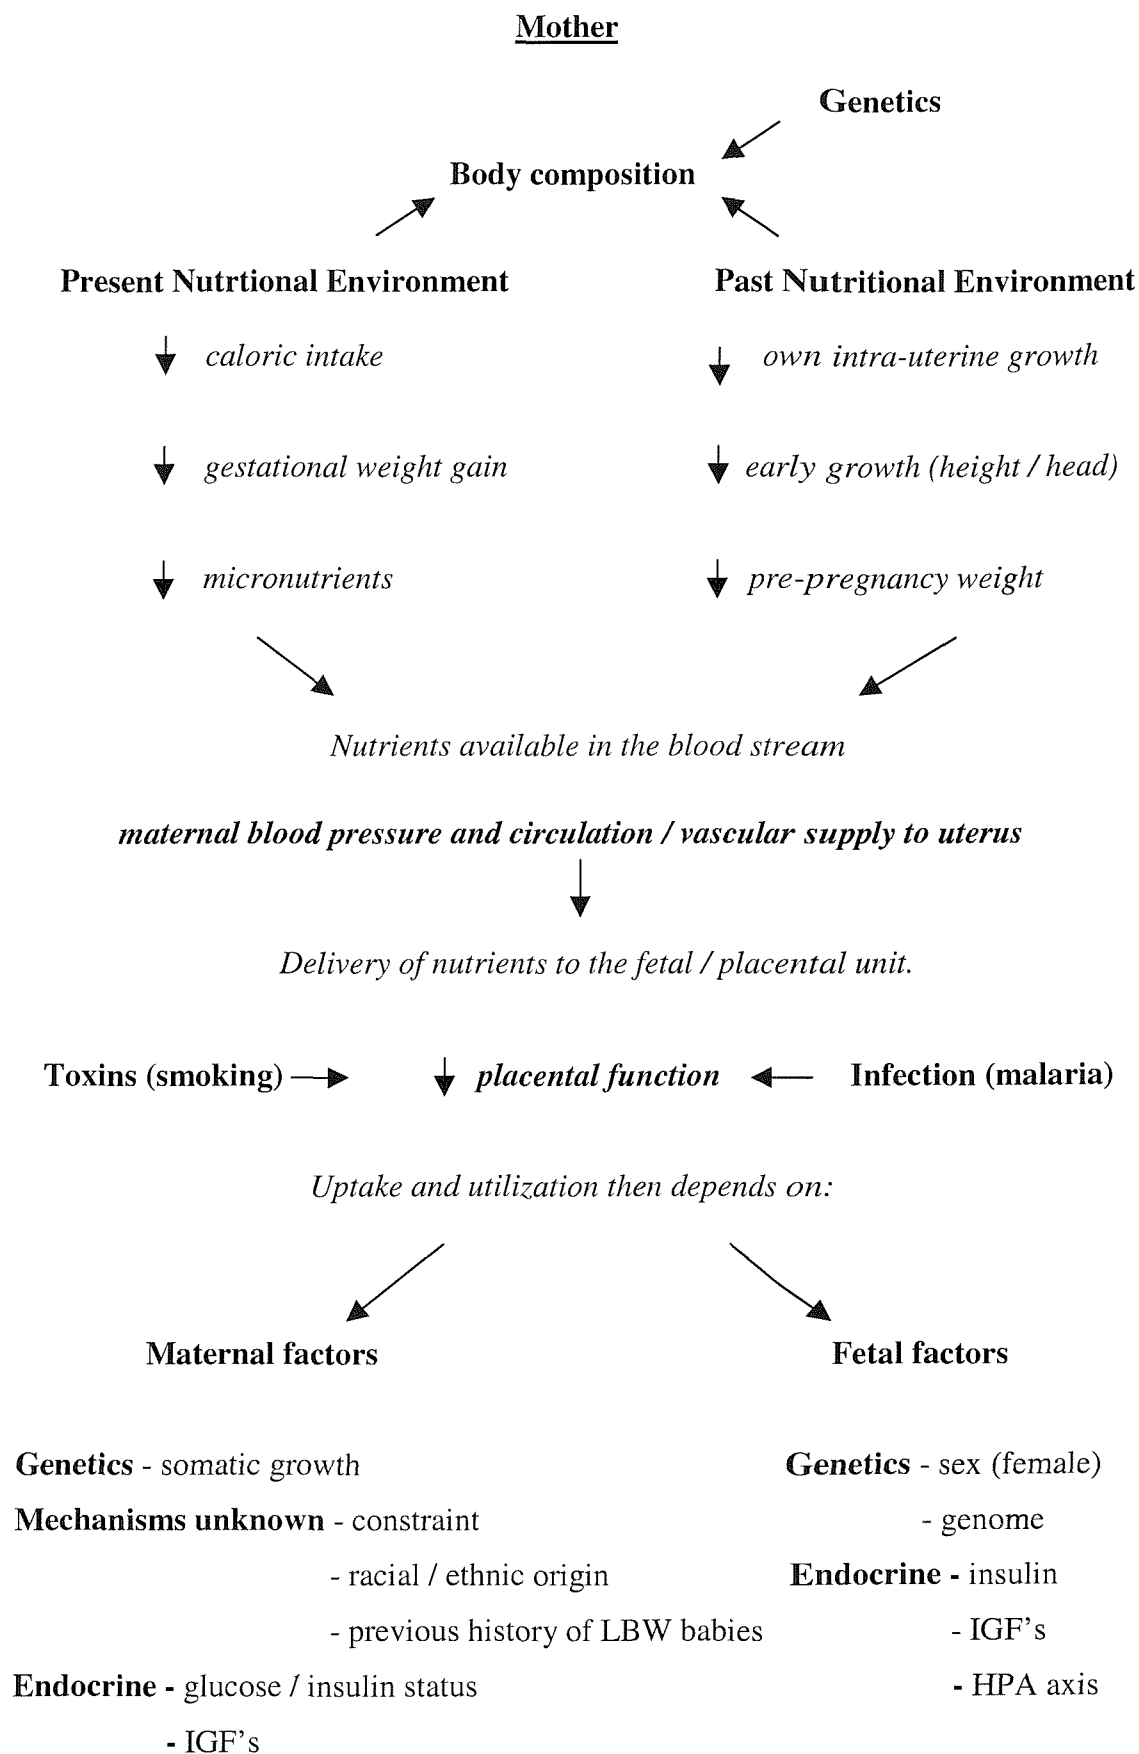 Mother
Genetics
Body composition
Present Nutrtional Environment
Past Nutritional Environment
caloric intake
own intra-uterine growth
gestational weight gain
early growth (height / head)
micronutrients
pre-pregnancy weight
Nutrients available in the blood stream
maternal blood pressure and circulation / vascular supply to uterus
Delivery of nutrients to the fetal / placental unit.
Toxins (smoking)
placental function
Infection (malaria)
Uptake and utilization then depends on:
Maternal factors
Genetics - somatic growth
Mechanisms unknown - constraint
- racial / ethnic origin
- previous history of LBW babies
Endocrine - glucose / insulin status
- IGF's
Fetal factors
Genetics - sex (female)
- genome
Endocrine - insulin
- IGF's
- HPA axis